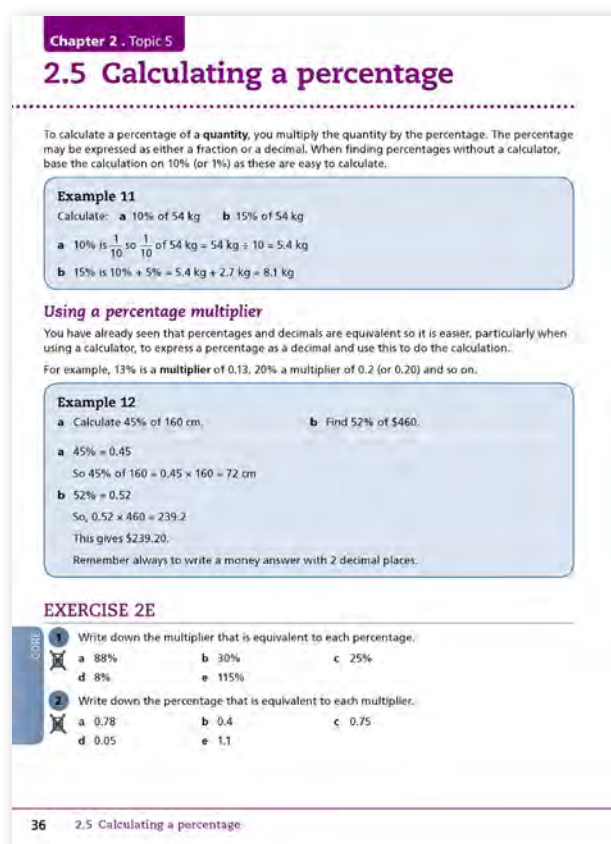 Chapter 2 . Topic 5
2.5 Calculating a percentage
To calculate a percentage of a quantity, you multiply the quantity by the percentage. The percentage
may be expressed as either a fraction or a decimal. When finding percentages without a calculator,
base the calculation on 10% (or 1%) as these are easy to calculate.
Example 11
Calculate: a 10% of 54 kg b 15% of 54 kg
a 10% is 1/10 so 1/10 of 54 kg = 54 kg ÷ 10 = 5.4 kg
b 15% is 10% + 5% = 5.4 kg + 2.7 kg = 8.1 kg
Using a percentage multiplier
You have already seen that percentages and decimals are equivalent so it is easier, particularly when
using a calculator, to express a percentage as a decimal and use this to do the calculation.
For example, 13% is a multiplier of 0.13, 20% a multiplier of 0.2 (or 0.20) and so on.
Example 12
a Calculate 45% of 160 cm. b Find 52% of $460.
a 45% = 0.45
So 45% of 160 = 0.45 × 160 = 72 cm
b 52% = 0.52
So, 0.52 × 460 = 239.2
This gives $239.20.
Remember always to write a money answer with 2 decimal places.
EXERCISE 2E
CORE
1 Write down the multiplier that is equivalent to each percentage.
a 88% b 30% c 25%
d 8% e 115%
2 Write down the percentage that is equivalent to each multiplier.
a 0.78 b 0.4 c 0.75
d 0.05 e 1.1
36 2.5 Calculating a percentage